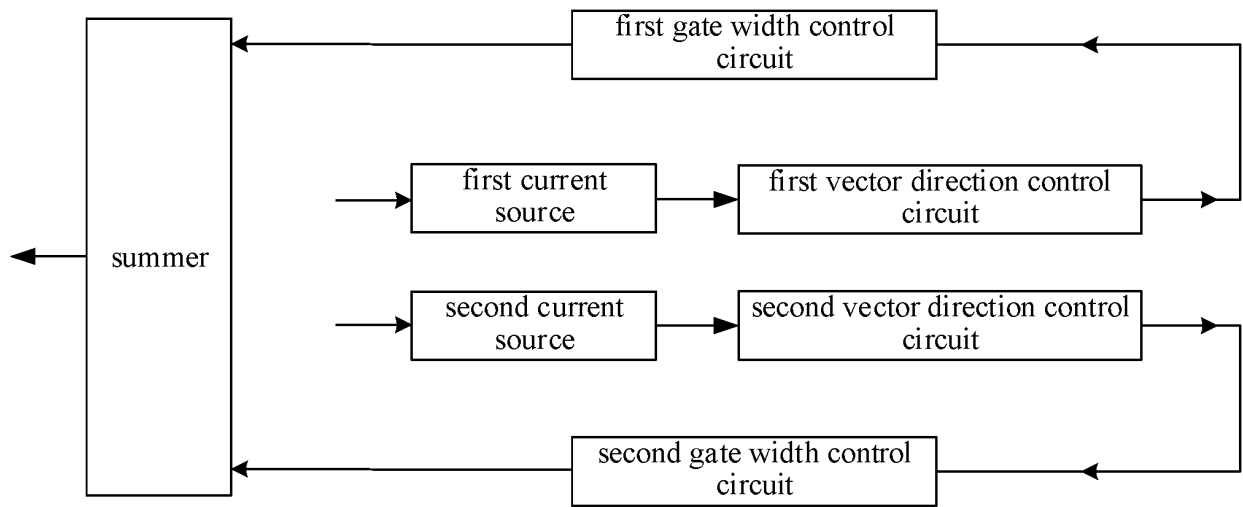 first gate width control
circuit
first current
source
first vector direction control
circuit
summer
second current
source
second vector direction control
circuit
second gate width control
circuit